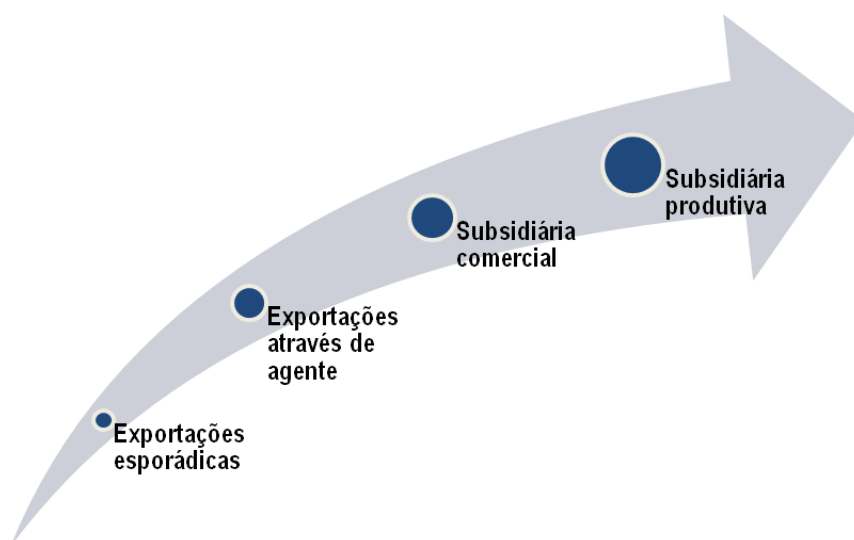 Subsidiária
produtiva
Subsidiária
comercial
Exportações
através de
agente
Exportações
esporádicas